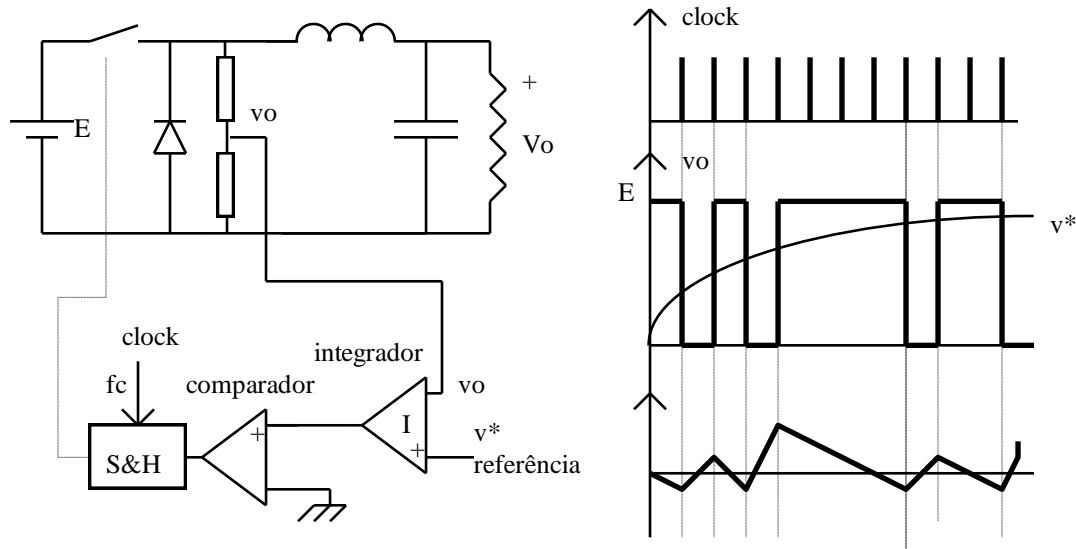 E
vo
+
Vo
clock
fc
S&H
comparador
+
integrador
I
+
vo
v*
referência
clock
vo
E
v*